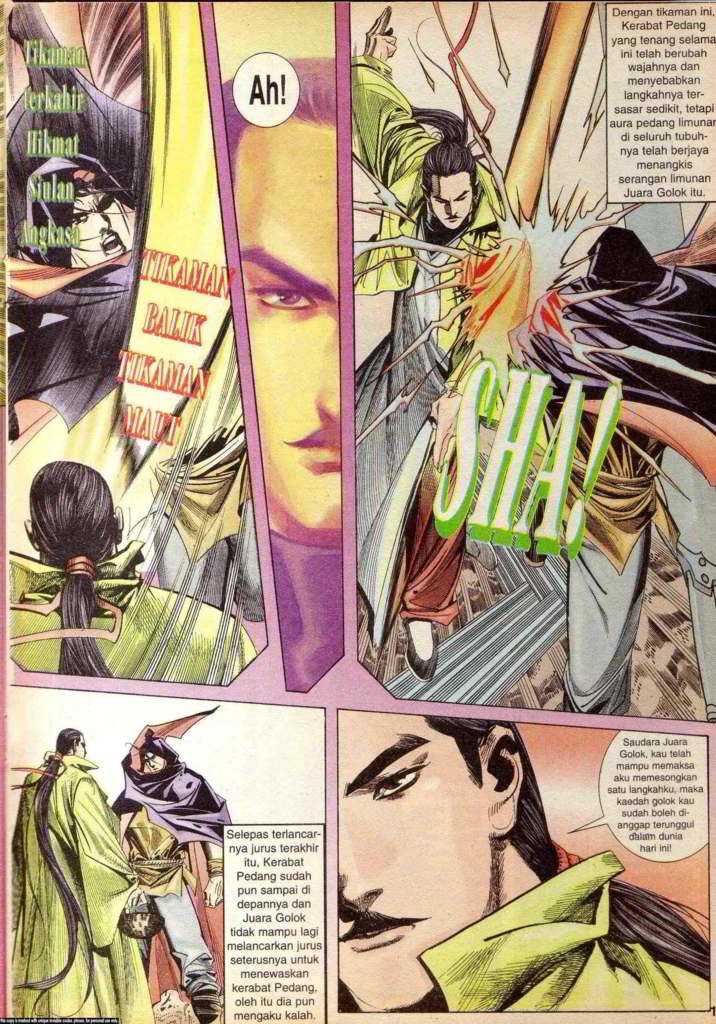 Tikaman
terkahir
Hikmat
Siulan
Angkasa
TIKAMAN
BALIK
TIKAMAN
MAUT
Ah!
Dengan tikaman ini,
Kerabat Pedang
yang tenang selama
ini telah berubah
wajahnya dan
menyebabkan
langkahnya ter-
sasar sedikit, tetapi
aura pedang limunan
di seluruh tubuh-
nya telah berjaya
menangkis
serangan limunan
Juara Golok itu.
SHA!
Selepas terlancar-
nya jurus terakhir
itu, Kerabat
Pedang sudah
pun sampai di
depannya dan
Juara Golok
tidak mampu lagi
melancarkan jurus
seterusnya untuk
menewaskan
kerabat Pedang,
oleh itu dia pun
mengaku kalah.
Saudara Juara
Golok, kau telah
mampu memaksa
aku memesongkan
satu langkahku, maka
kaedah golok kau
sudah boleh di-
anggap terunggul
dalam dunia
hari ini!